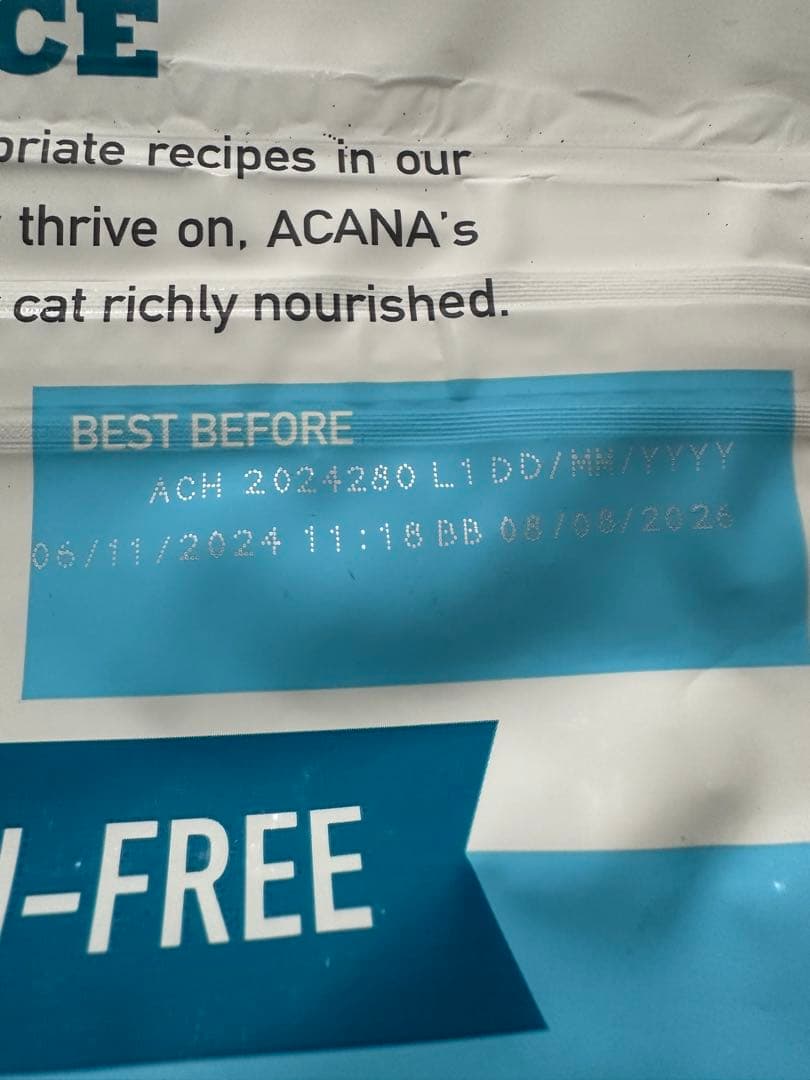 CE
priate recipes in our
thrive on, ACANA's
cat richly nourished.
BEST BEFORE
ACH 2024280 L1 DD/MM/YYYY
06/11/2024 11:18 BB 08/08/2026
-FREE